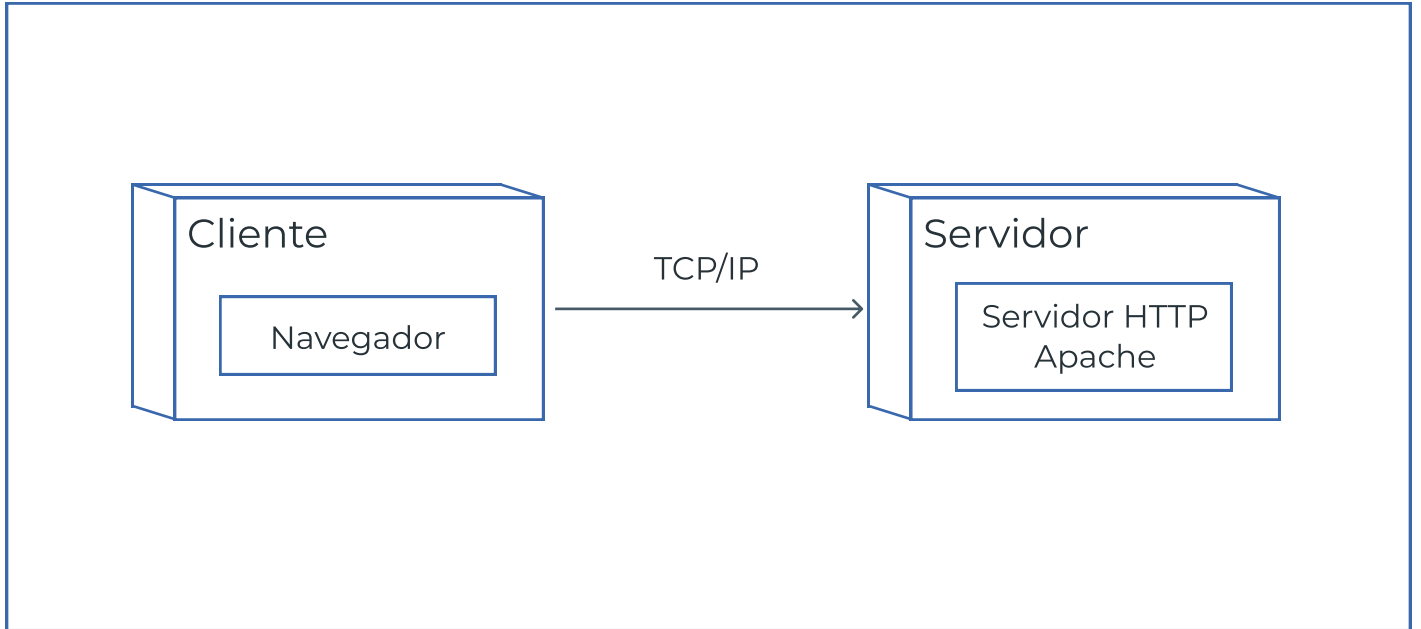 Cliente
Navegador
TCP/IP
Servidor
Servidor HTTP
Apache